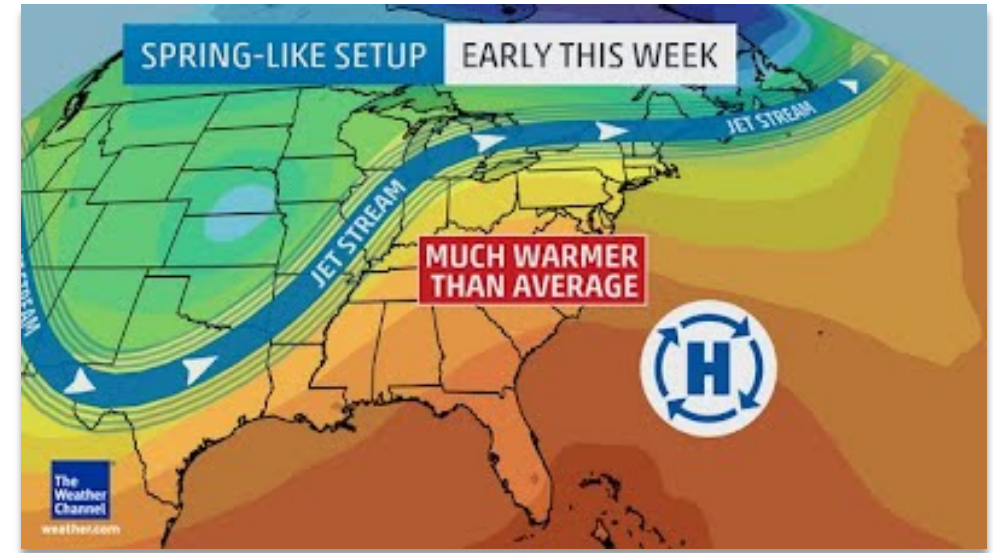 SPRING-LIKE SETUP EARLY THIS WEEK
JET STREAM
JET STREAM
STREAM
MUCH WARMER
THAN AVERAGE
H
The
Weather
Channel
weather.com